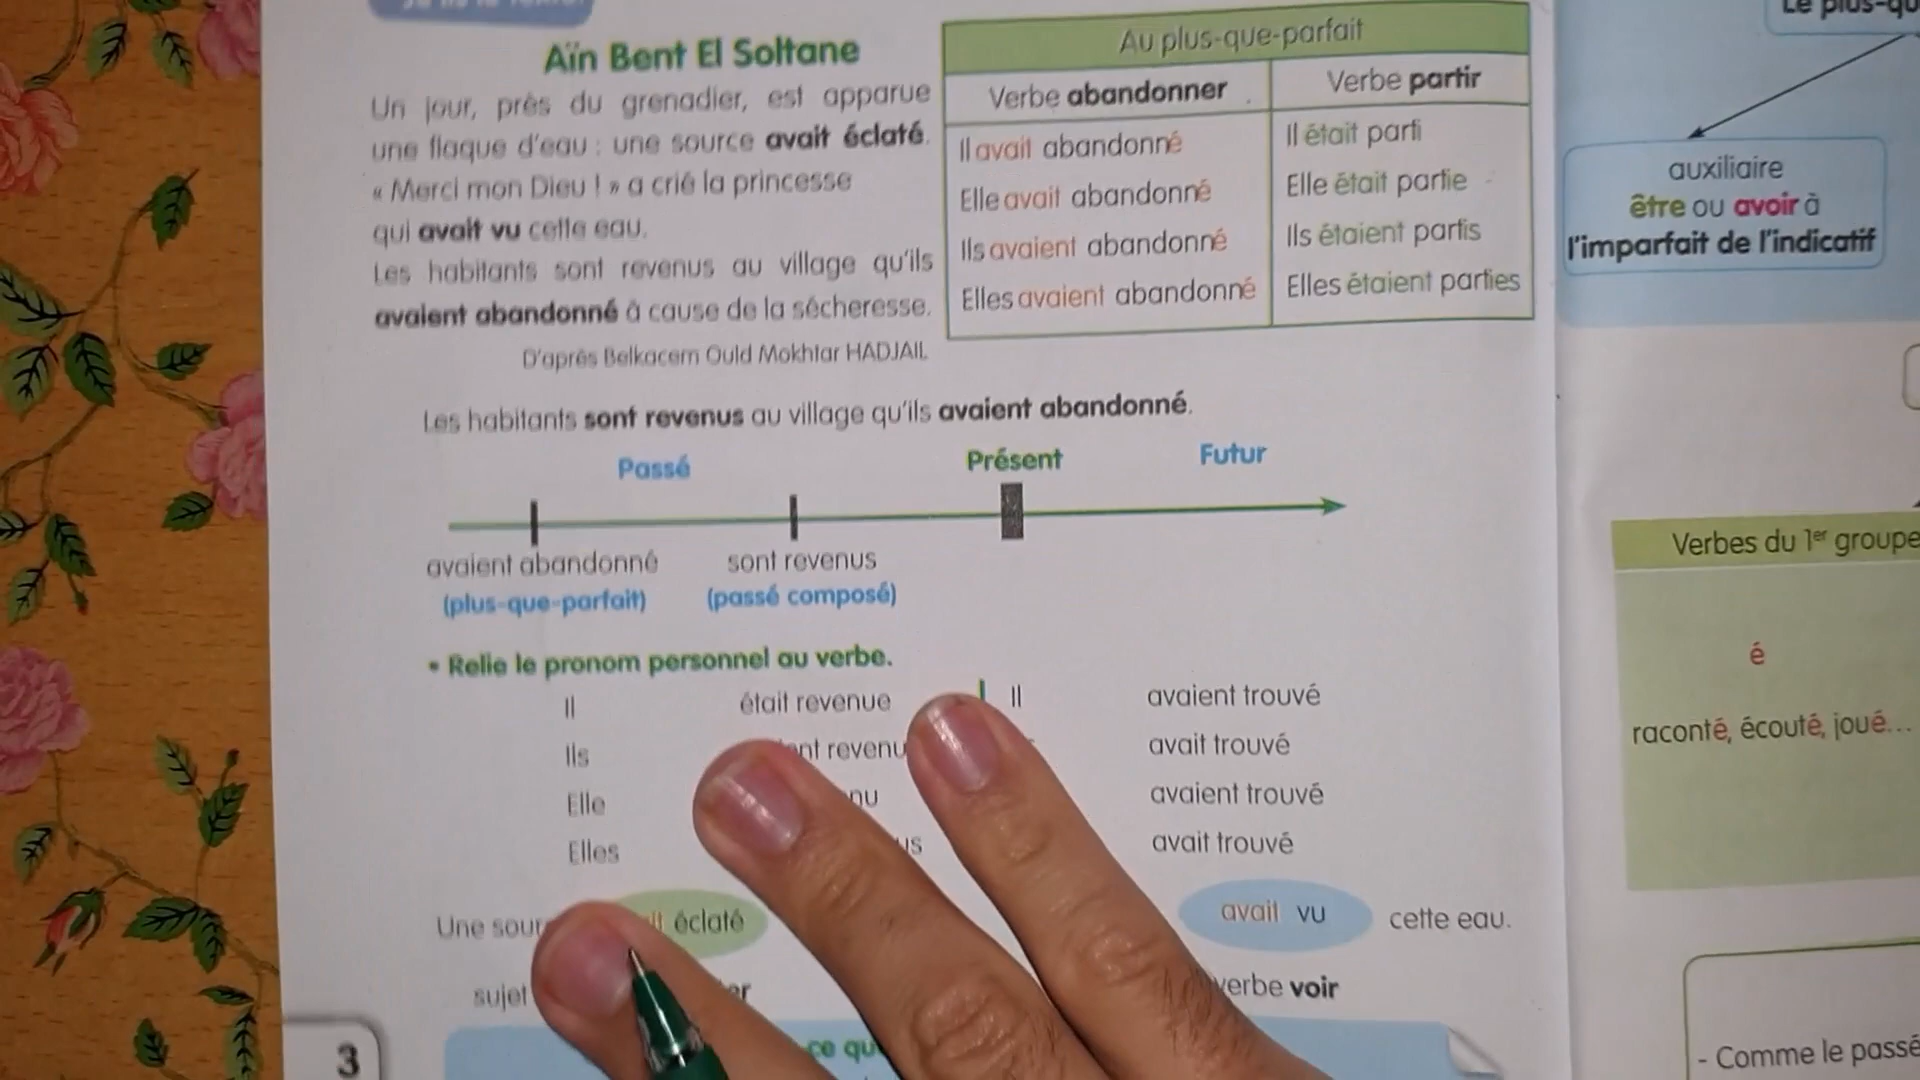 Aïn Bent El Soltane
Un jour, près du grenadier, est apparue
une flaque d'eau : une source avait éclaté.
« Merci mon Dieu ! » a crié la princesse
qui avait vu cette eau.
Les habitants sont revenus au village qu'ils
avaient abandonné à cause de la sécheresse.
D'après Belkacem Ould Mokhtar HADJAIL
Au plus-que-parfait
Verbe abandonner
Verbe partir
Il avait abandonné
Il était parti
Elle avait abandonné
Elle était partie
Ils avaient abandonné
Ils étaient partis
Elles avaient abandonné
Elles étaient parties
Les habitants sont revenus au village qu'ils avaient abandonné.
Passé
Présent
Futur
avaient abandonné
sont revenus
(plus-que-parfait)
(passé composé)
• Relie le pronom personnel au verbe.
Il
était revenue
Il
avaient trouvé
Ils
avait trouvé
Elle
avaient trouvé
Elles
avait trouvé
Une
éclaté
avait vu
cette eau.
sujet
verbe voir
ce
3
auxiliaire
être ou avoir à
l'imparfait de l'indicatif
Verbes du 1er groupe
é
raconté, écouté, joué...
- Comme le passé